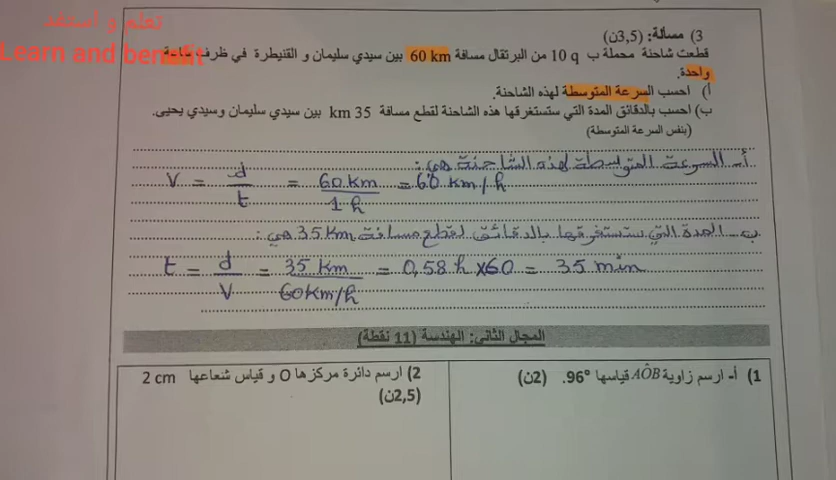 تعلم و أستفد
Learn and benefit
3) مسألة: (3,5ن)
قطعت شاحنة محملة ب 10 q من البرتقال مسافة 60 km بين سيدي سليمان و القنيطرة في ظرف ساعة
واحدة.
أ) احسب السرعة المتوسطة لهذه الشاحنة.
ب) احسب بالدقائق المدة التي ستستغرقها هذه الشاحنة لقطع مسافة 35 km بين سيدي سليمان وسيدي يحيى.
(بنفس السرعة المتوسطة)
أ- السرعة المتوسطة لهذه الشاحنة هي:
V = d/t = 60 km/1 h = 60 km/h
ب- المدة التي ستستغرقها بالدقائق لقطع مسافة 35 km هي:
t = d/V = 35 km/60 km/h = 0,58 h x 60 = 35 min
المجال الثاني: الهندسة (11 نقطة)
1) أ- ارسم زاوية AÔB قياسها 96°. (2ن)
2) ارسم دائرة مركزها O و قياس شعاعها 2 cm
(2,5ن)